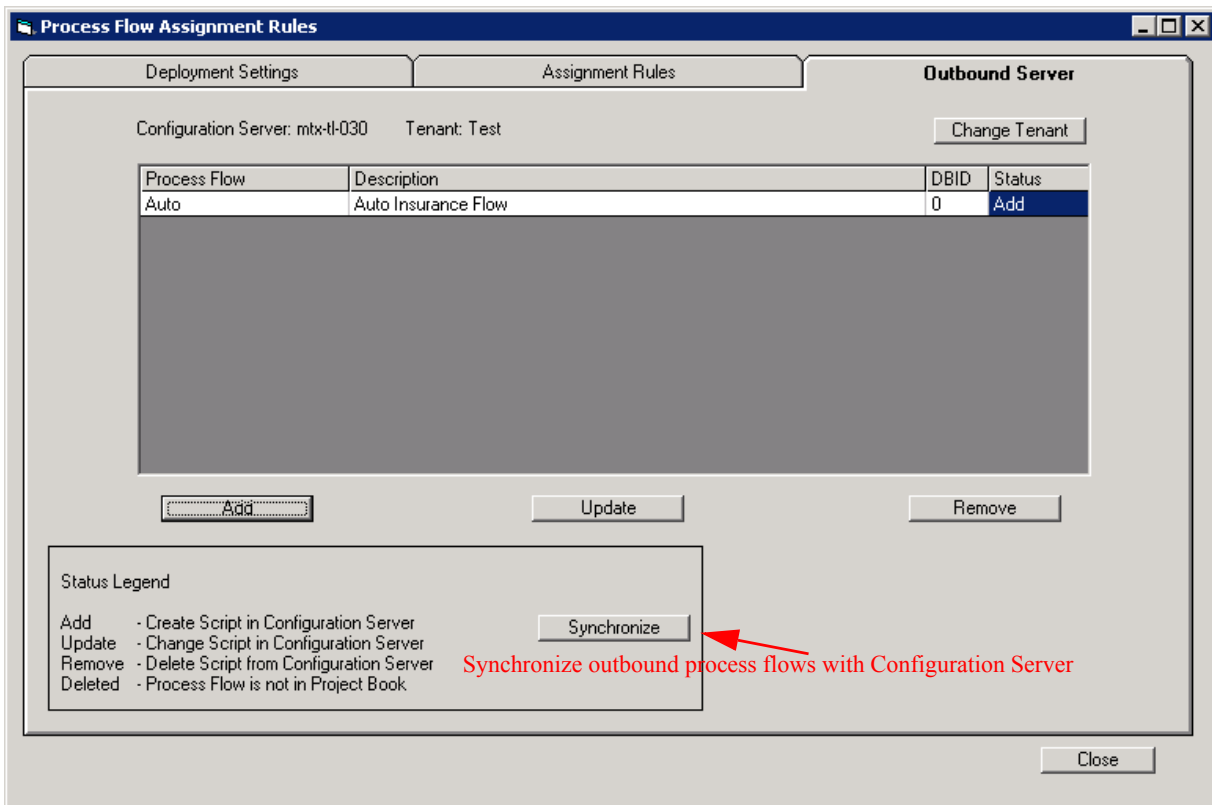 Process Flow Assignment Rules
Deployment Settings
Assignment Rules
Outbound Server
Configuration Server: mtx-tl-030 Tenant: Test
Change Tenant
Process Flow Description DBID Status
Auto Auto Insurance Flow 0 Add
Add
Update
Remove
Status Legend
Add - Create Script in Configuration Server
Update - Change Script in Configuration Server
Remove - Delete Script from Configuration Server
Deleted - Process Flow is not in Project Book
Synchronize
Synchronize outbound process flows with Configuration Server
Close